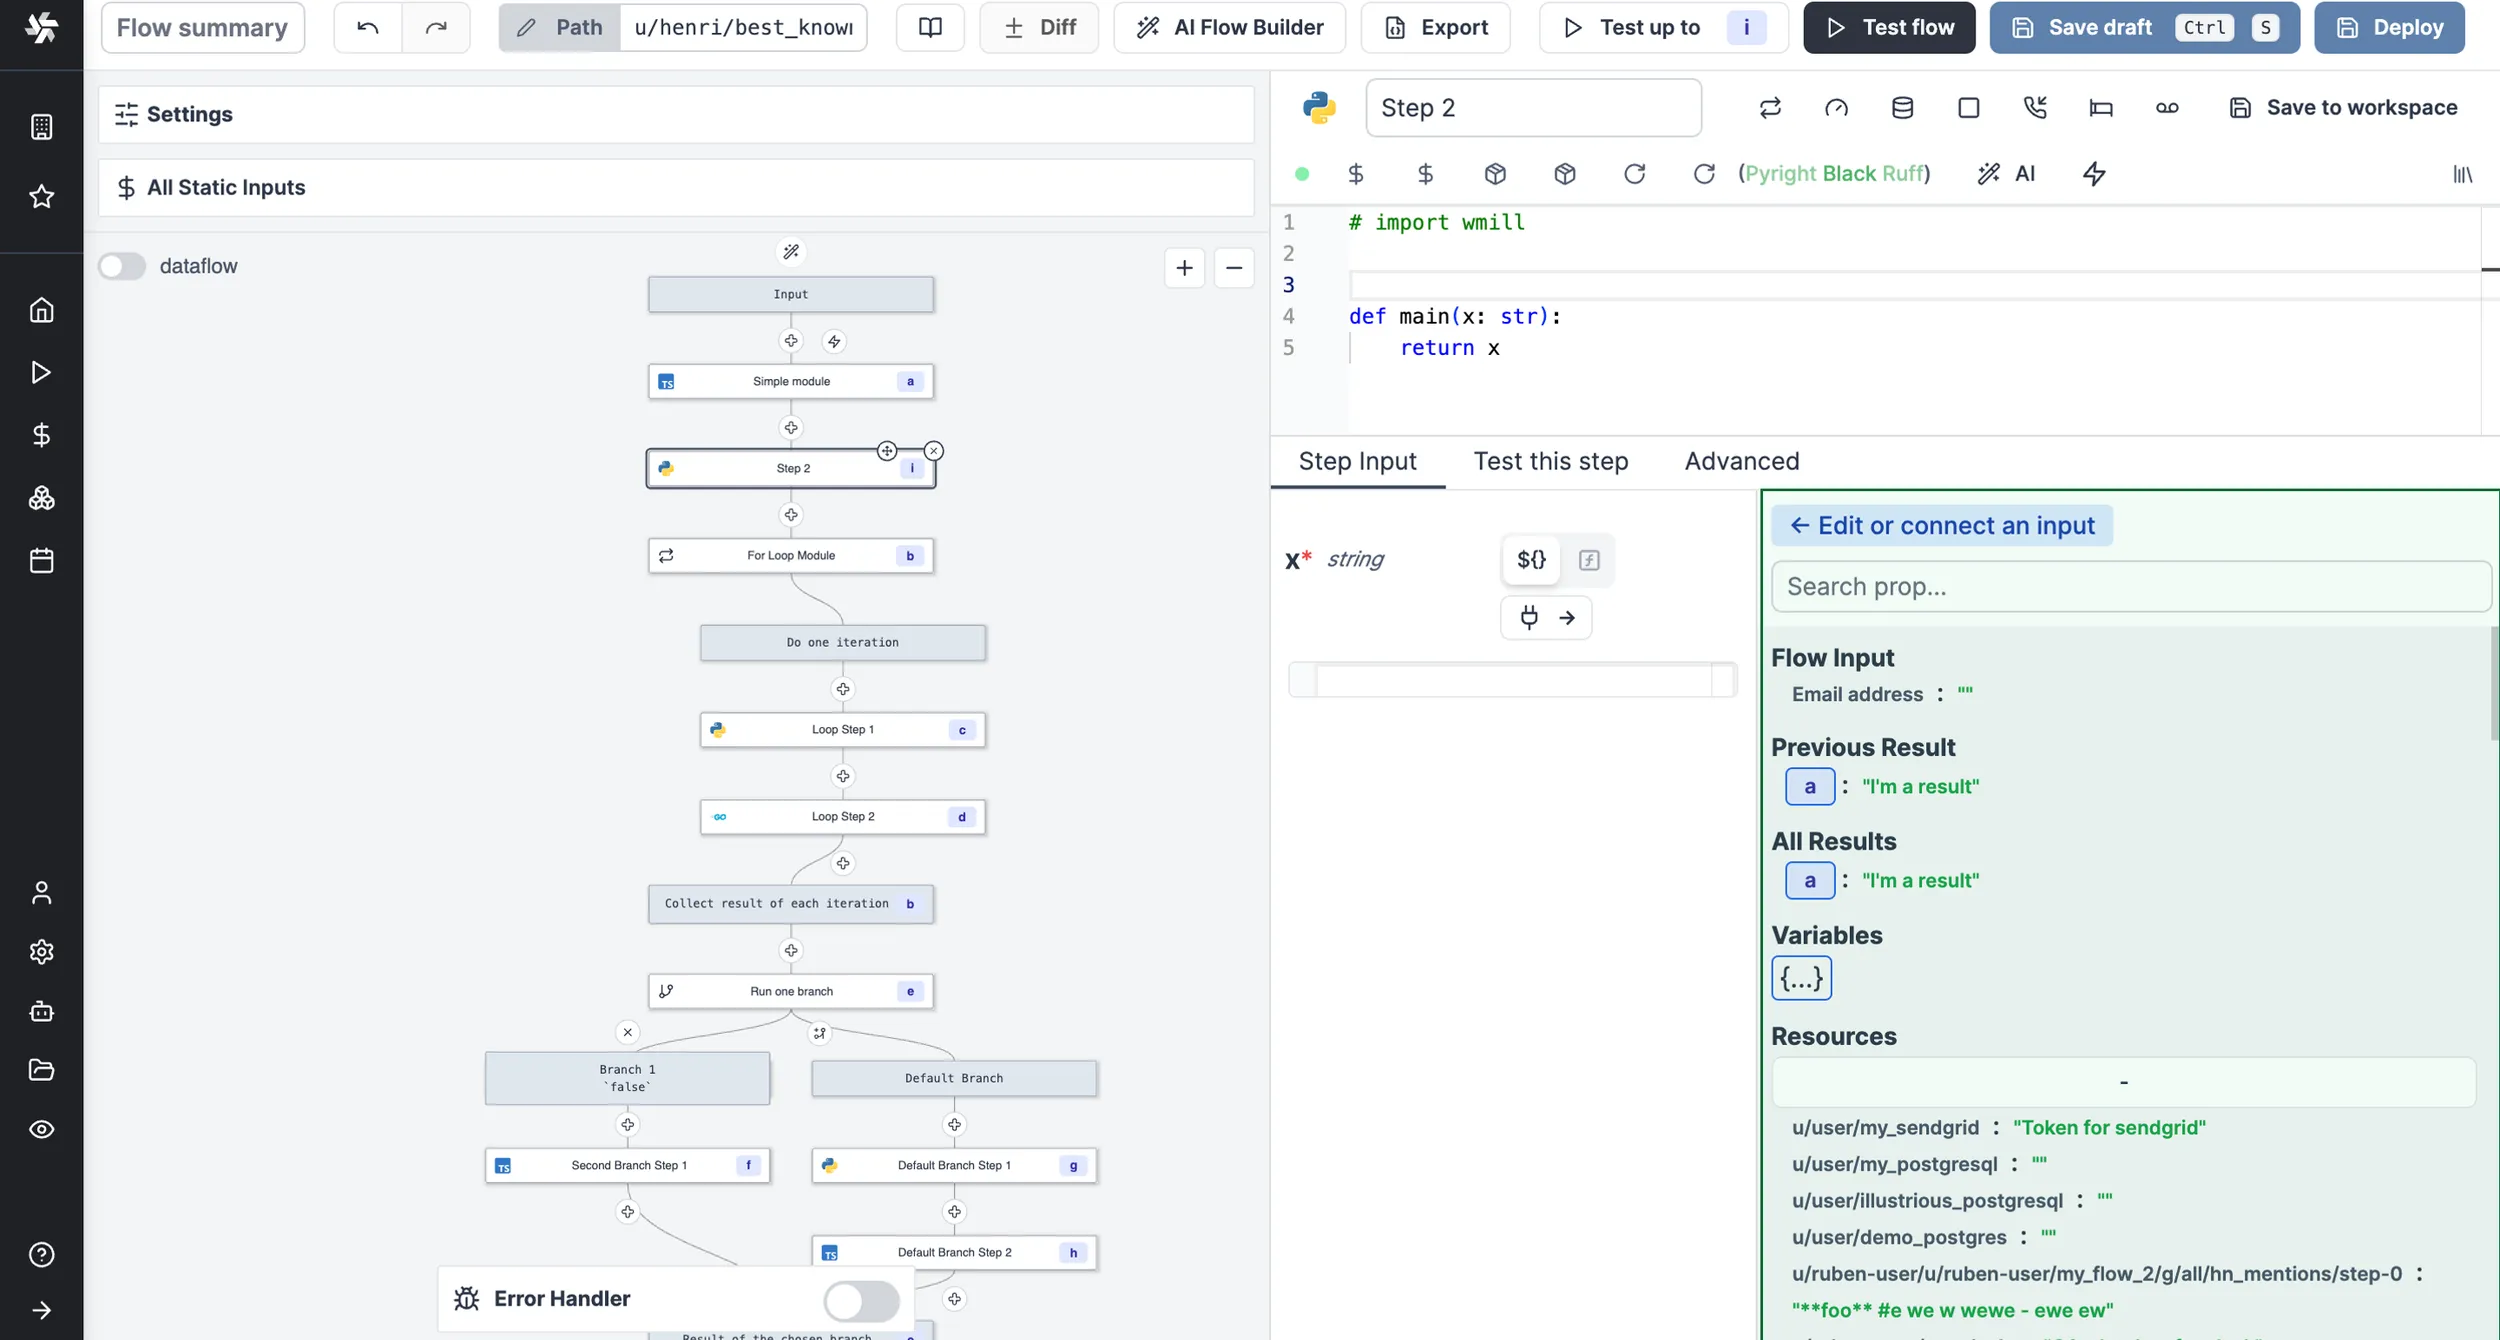 Flow summary
Path
u/henri/best_know
Diff
AI Flow Builder
Export
Test up to
i
Test flow
Save draft
Ctrl
S
Deploy
Settings
All Static Inputs
dataflow
Input
TS
Simple module
a
Step 2
i
For Loop Module
b
Do one iteration
Loop Step 1
c
GO
Loop Step 2
d
Collect result of each iteration
b
Run one branch
e
Branch 1
`false`
Default Branch
TS
Second Branch Step 1
f
Default Branch Step 1
g
TS
Default Branch Step 2
h
Error Handler
Result of the chosen branch
Step 2
Save to workspace
(Pyright Black Ruff)
AI
1 # import wmill
2
3
4 def main(x: str):
5 return x
Step Input
Test this step
Advanced
x* string
${}
← Edit or connect an input
Search prop...
Flow Input
Email address : ""
Previous Result
a : "I'm a result"
All Results
a : "I'm a result"
Variables
{...}
Resources
-
u/user/my_sendgrid : "Token for sendgrid"
u/user/my_postgresql : ""
u/user/illustrious_postgresql : ""
u/user/demo_postgres : ""
u/ruben-user/u/ruben-user/my_flow_2/g/all/hn_mentions/step-0 :
"**foo** #e we w wewe - ewe ew"